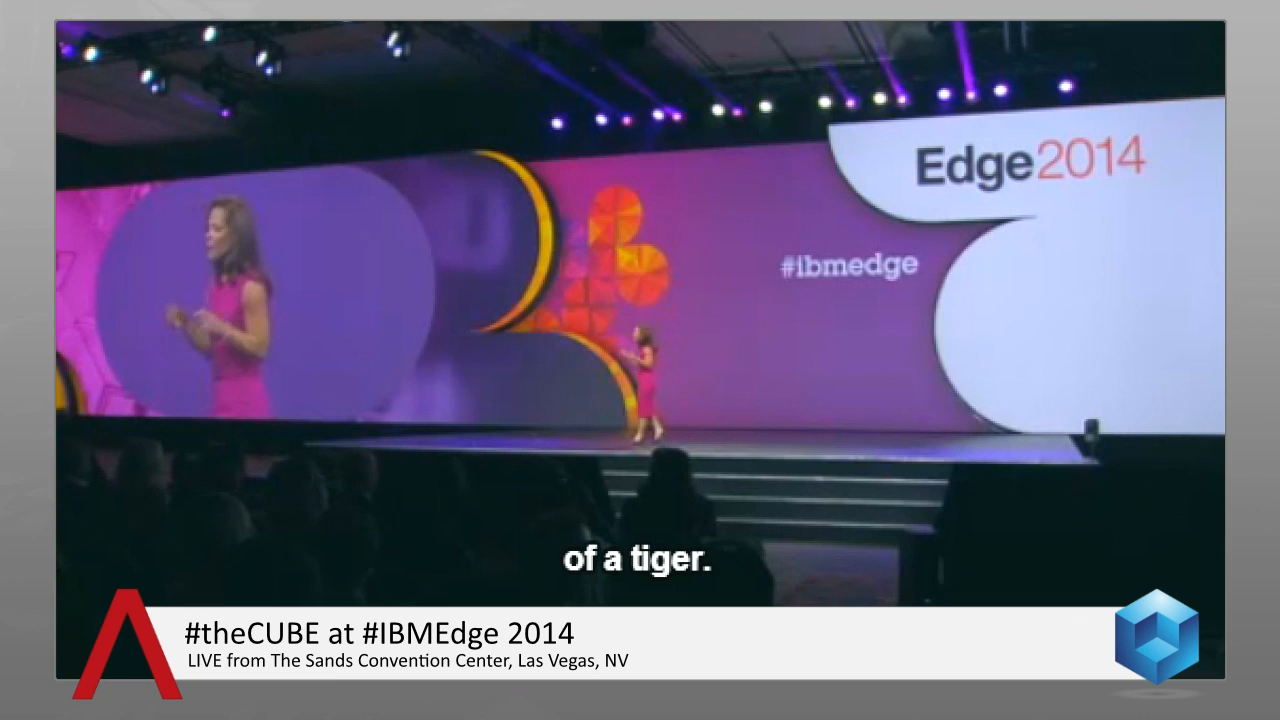 Edge2014
#ibmedge
of a tiger.
#theCUBE at #IBMEdge 2014
LIVE from The Sands Convention Center, Las Vegas, NV